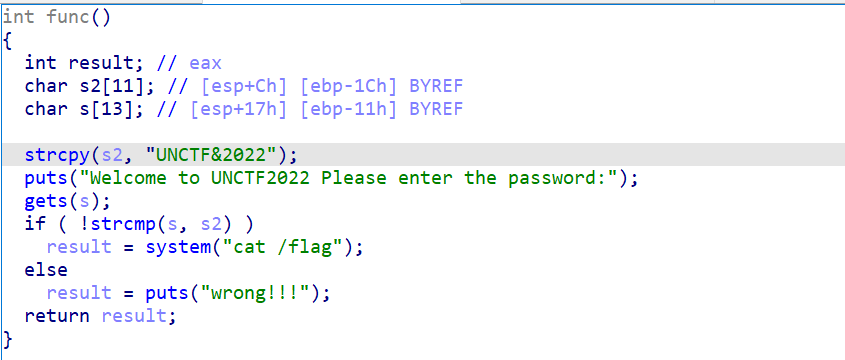 int func()
{
  int result; // eax
  char s2[11]; // [esp+Ch] [ebp-1Ch] BYREF
  char s[13]; // [esp+17h] [ebp-11h] BYREF
  strcpy(s2, "UNCTF&2022");
  puts("Welcome to UNCTF2022 Please enter the password:");
  gets(s);
  if ( !strcmp(s, s2) )
    result = system("cat /flag");
  else
    result = puts("wrong!!!");
  return result;
}